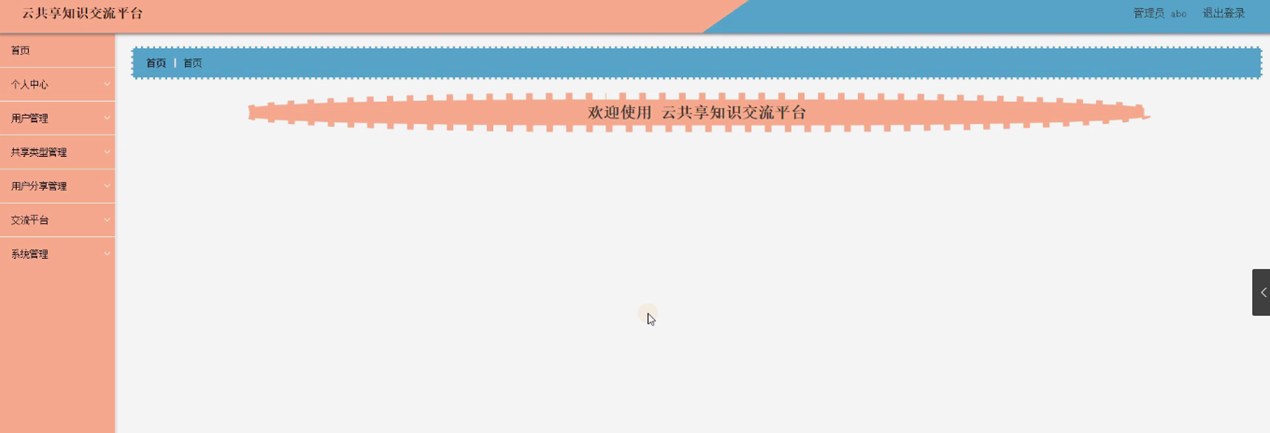 云共享知识交流平台
管理员 abo 退出登录
首页
个人中心
用户管理
共享类型管理
用户分享管理
交流平台
系统管理
首页 | 首页
欢迎使用 云共享知识交流平台